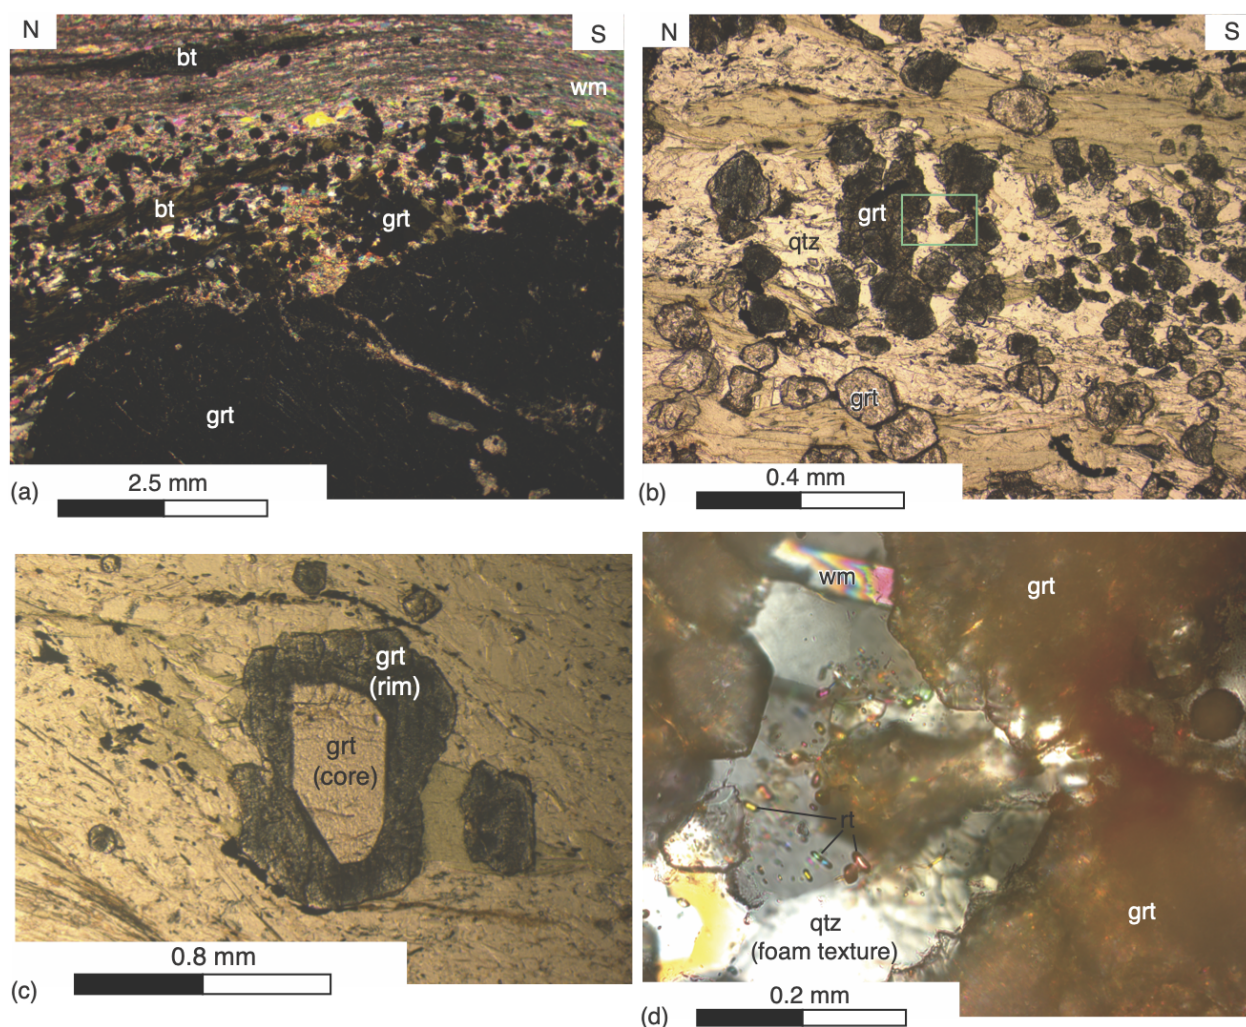 N
S
bt
wm
bt
grt
grt
2.5 mm
(a)
N
S
grt
qtz
grt
0.4 mm
(b)
grt
(rim)
grt
(core)
0.8 mm
(c)
wm
grt
rt
grt
qtz
(foam texture)
0.2 mm
(d)